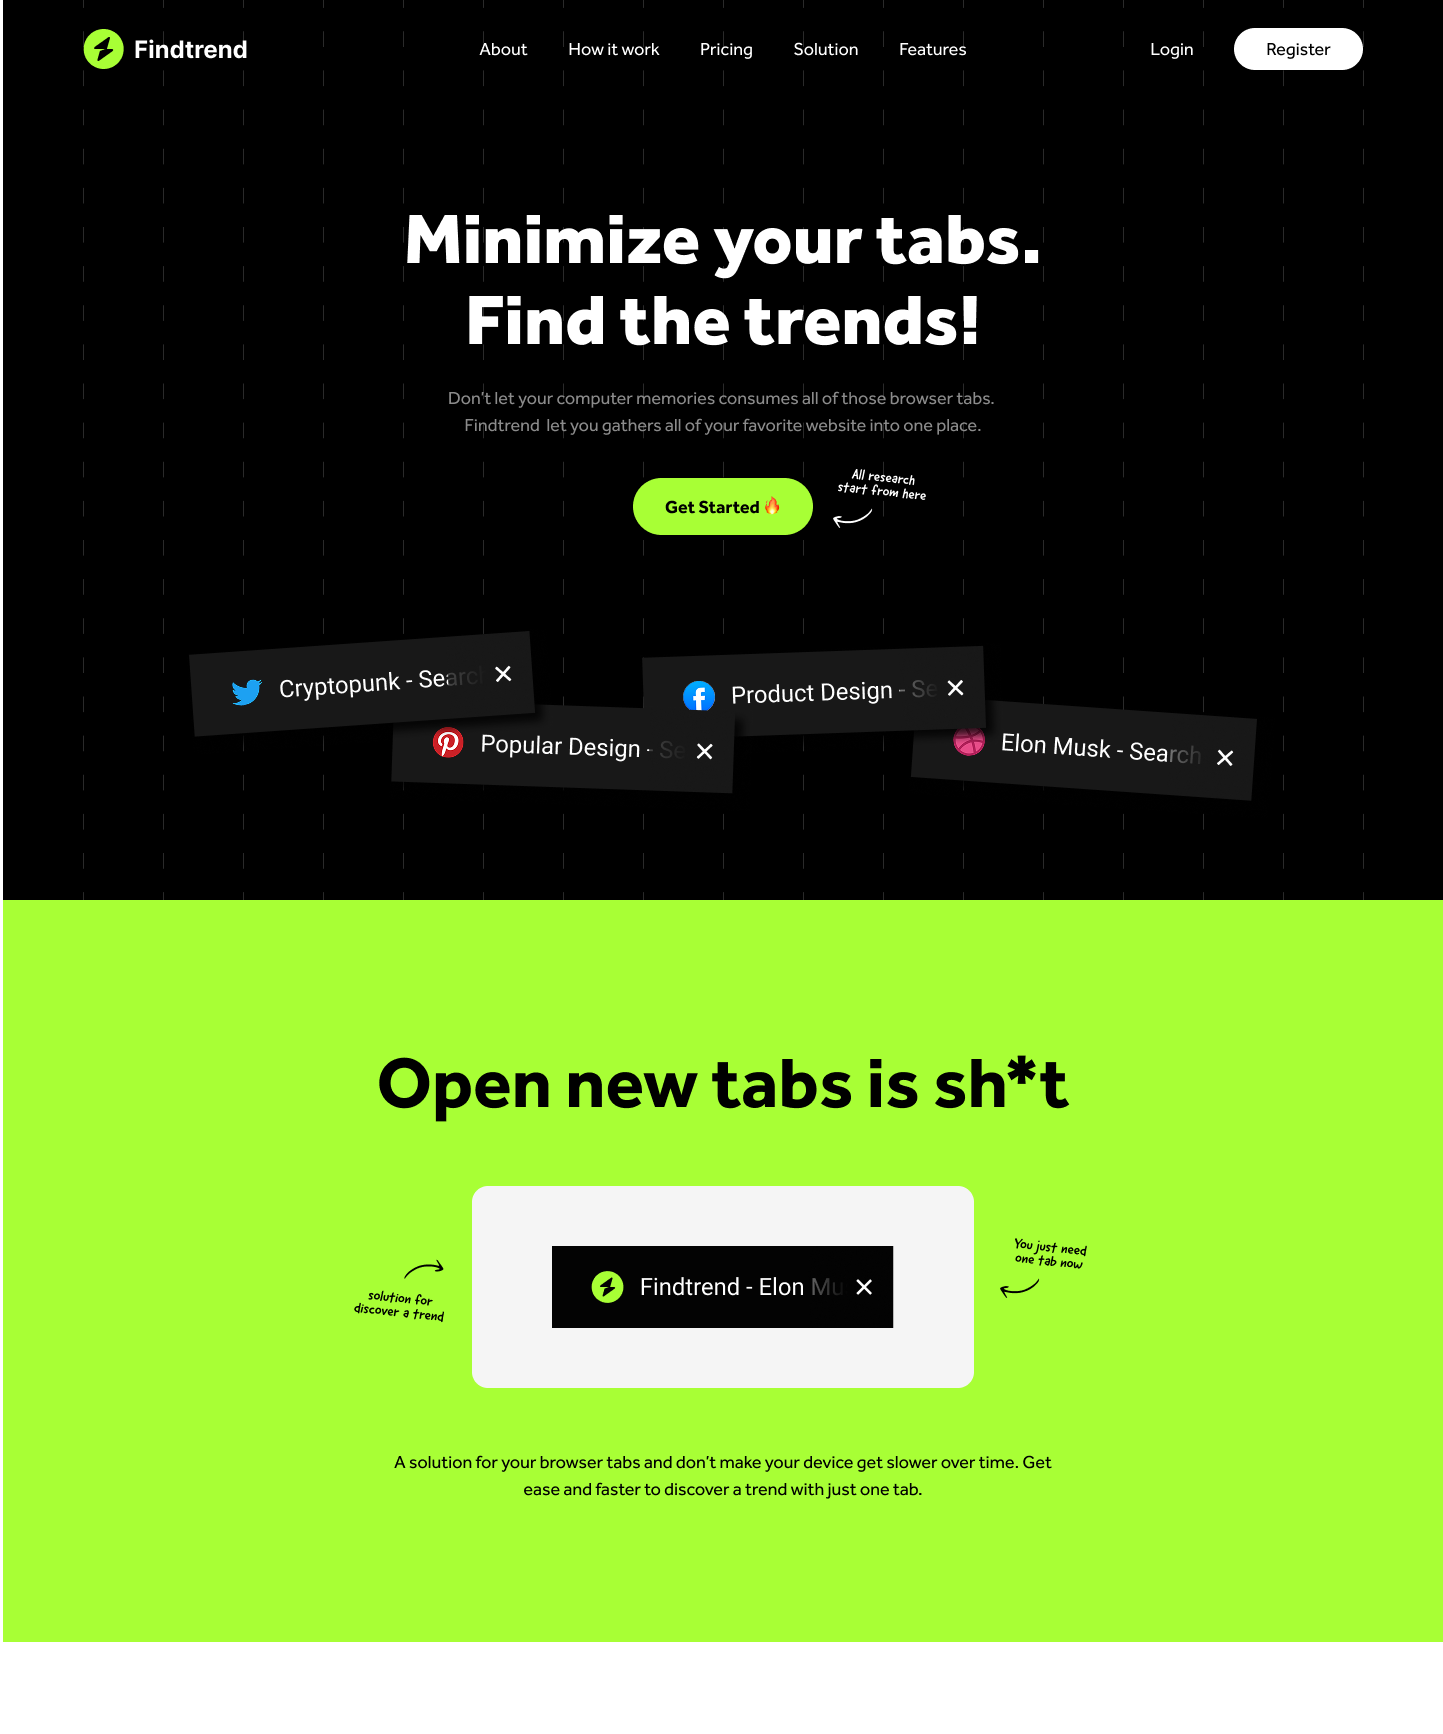 Findtrend
About How it work Pricing Solution Features Login Register
Minimize your tabs.
Find the trends!
Don't let your computer memories consumes all of those browser tabs.
Findtrend let you gathers all of your favorite website into one place.
Get Started🔥
All research
start from here
Cryptopunk - Search
Product Design - Se
Popular Design - Se
Elon Musk - Search
Open new tabs is sh*t
Findtrend - Elon Mu
You just need
one tab now
solution for
discover a trend
A solution for your browser tabs and don't make your device get slower over time. Get
ease and faster to discover a trend with just one tab.